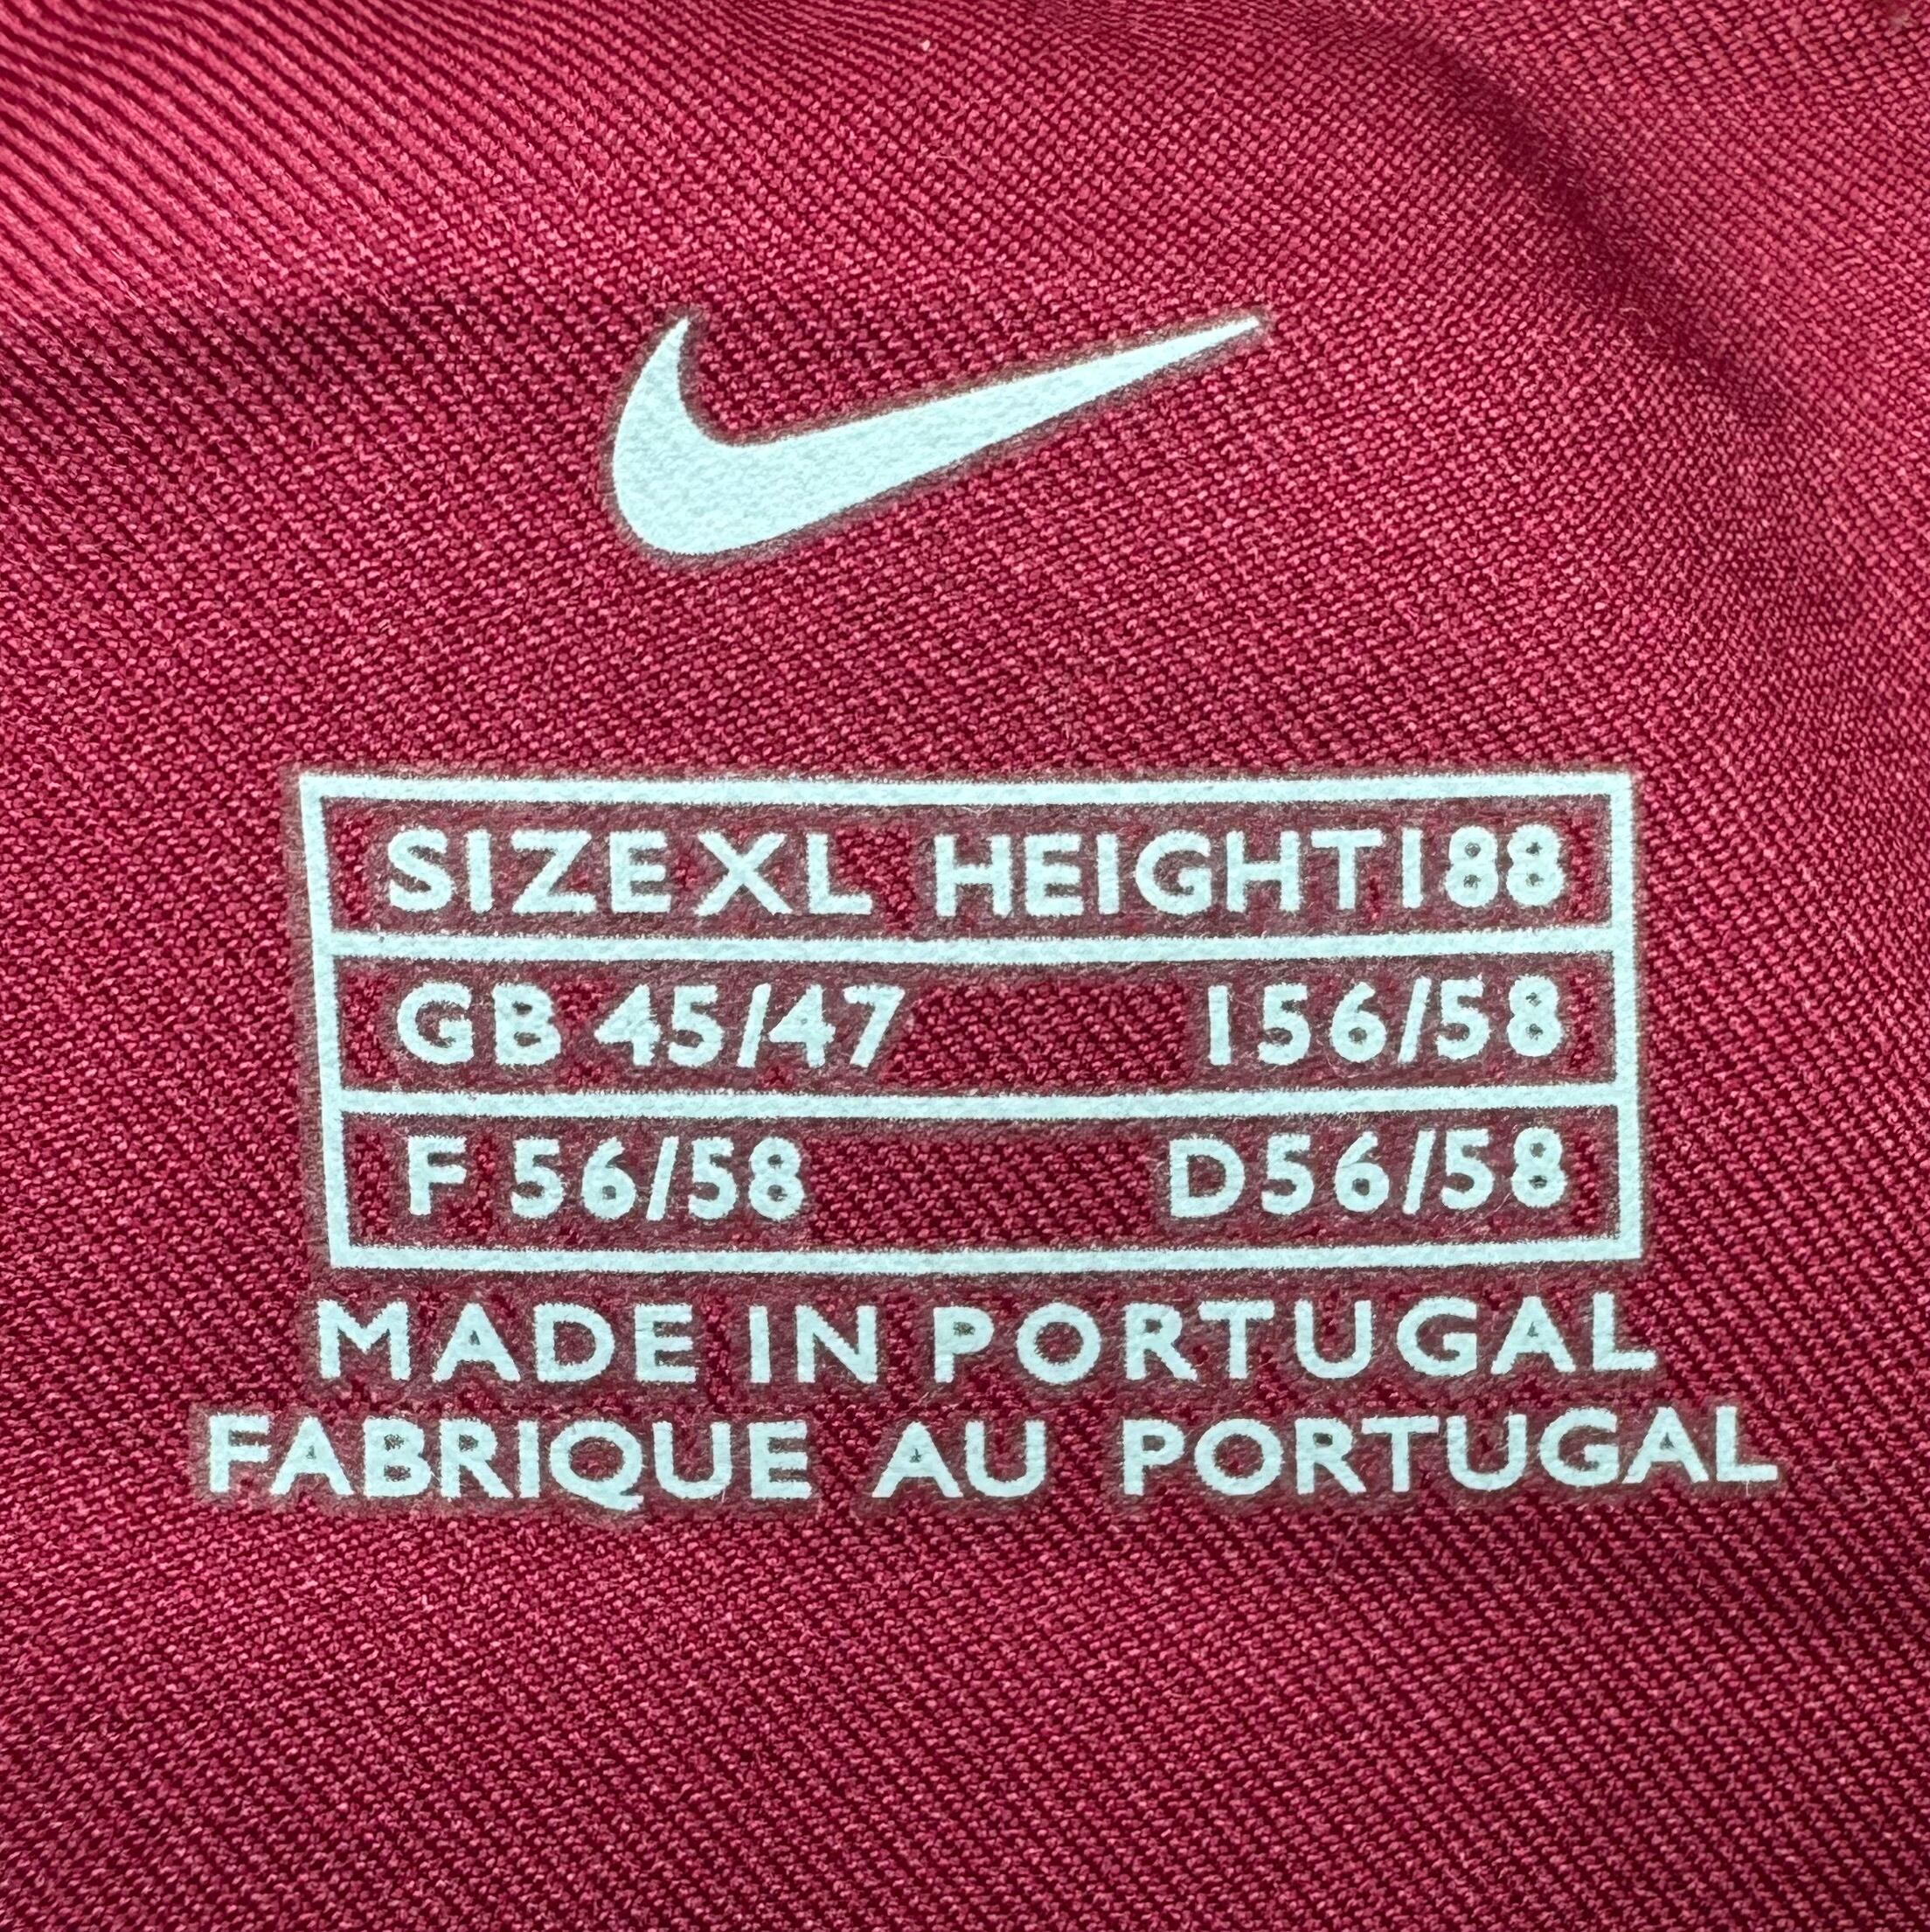 SIZE XL HEIGHT 188
GB 45/47 I 56/58
F 56/58 D 56/58
MADE IN PORTUGAL
FABRIQUE AU PORTUGAL